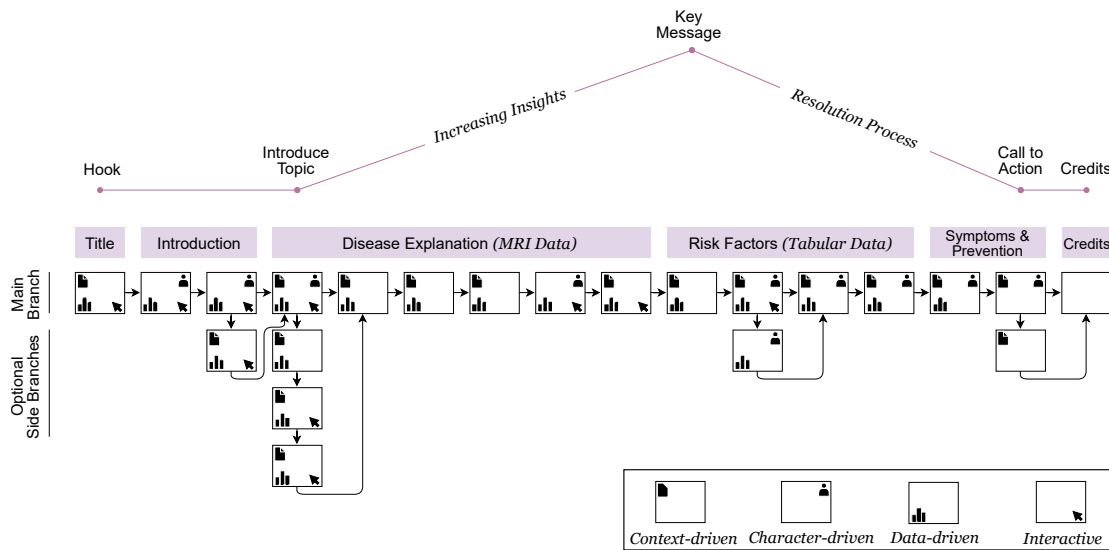 Key
Message
Increasing Insights
Resolution Process
Hook
Introduce
Topic
Call to
Action
Credits
Title
Introduction
Disease Explanation (MRI Data)
Risk Factors (Tabular Data)
Symptoms &
Prevention
Credits
Main
Branch
Optional
Side Branches
Context-driven
Character-driven
Data-driven
Interactive